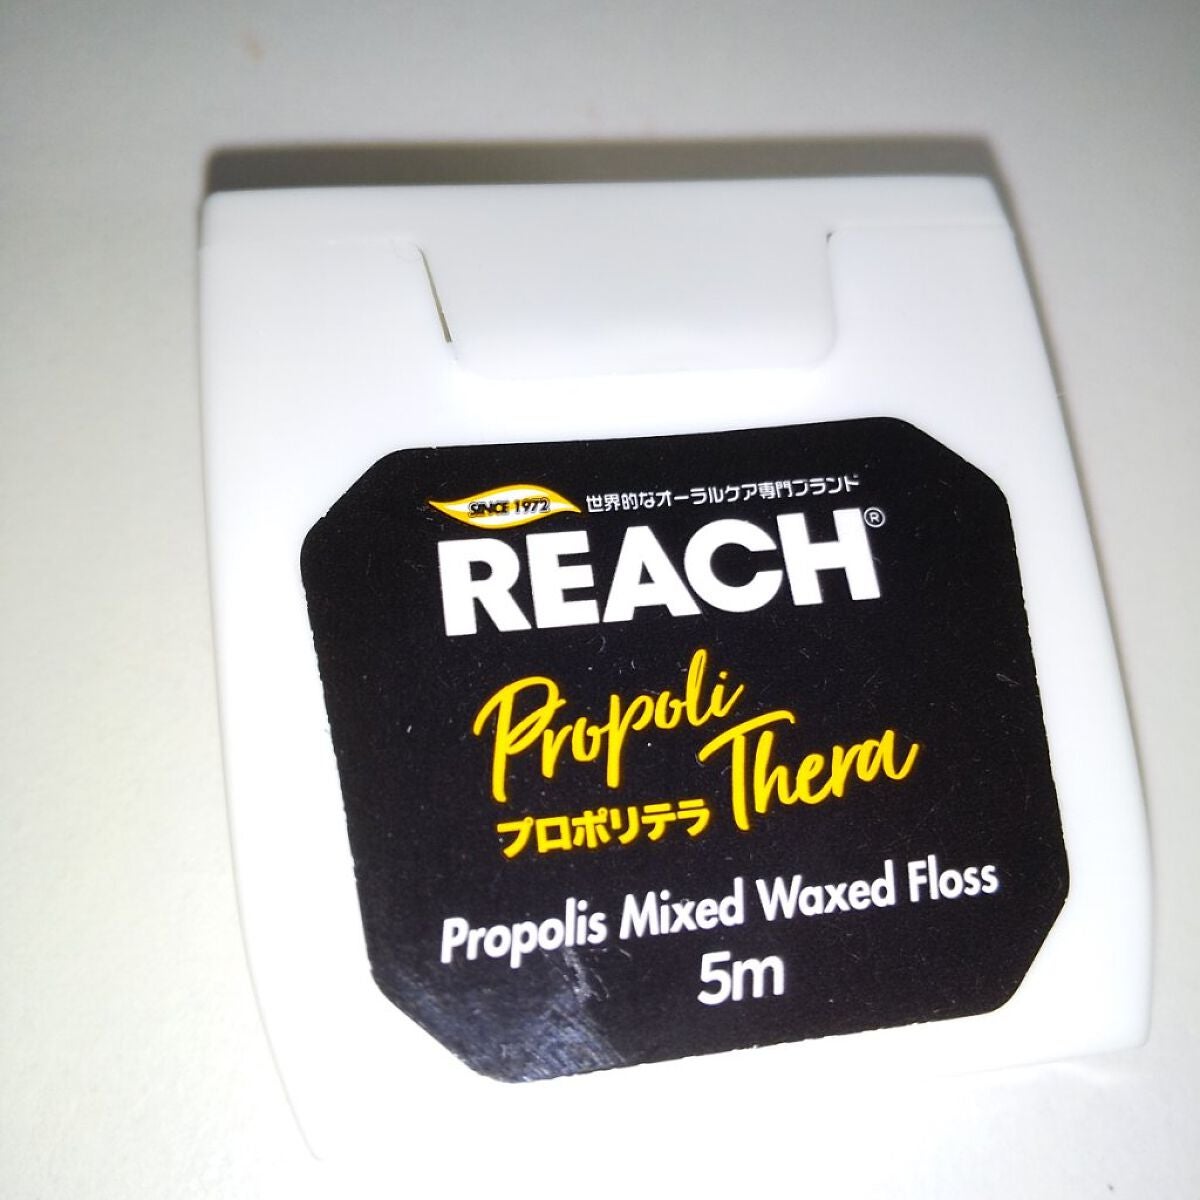 SINCE 1972 世界的なオーラルケア専門ブランド
REACH®
Propoli
Thera
プロポリテラ
Propolis Mixed Waxed Floss
5m